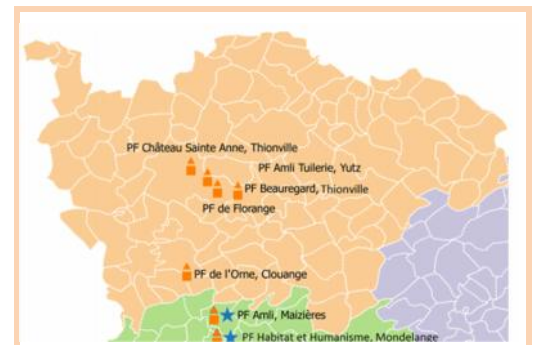 PF Château Sainte Anne, Thionville
PF Amli Tuilerie, Yutz
PF Beauregard, Thionville
PF de Florange
PF de l'Orne, Clouange
PF Amli, Maizières
PF Habitat et Humanisme, Mondelange